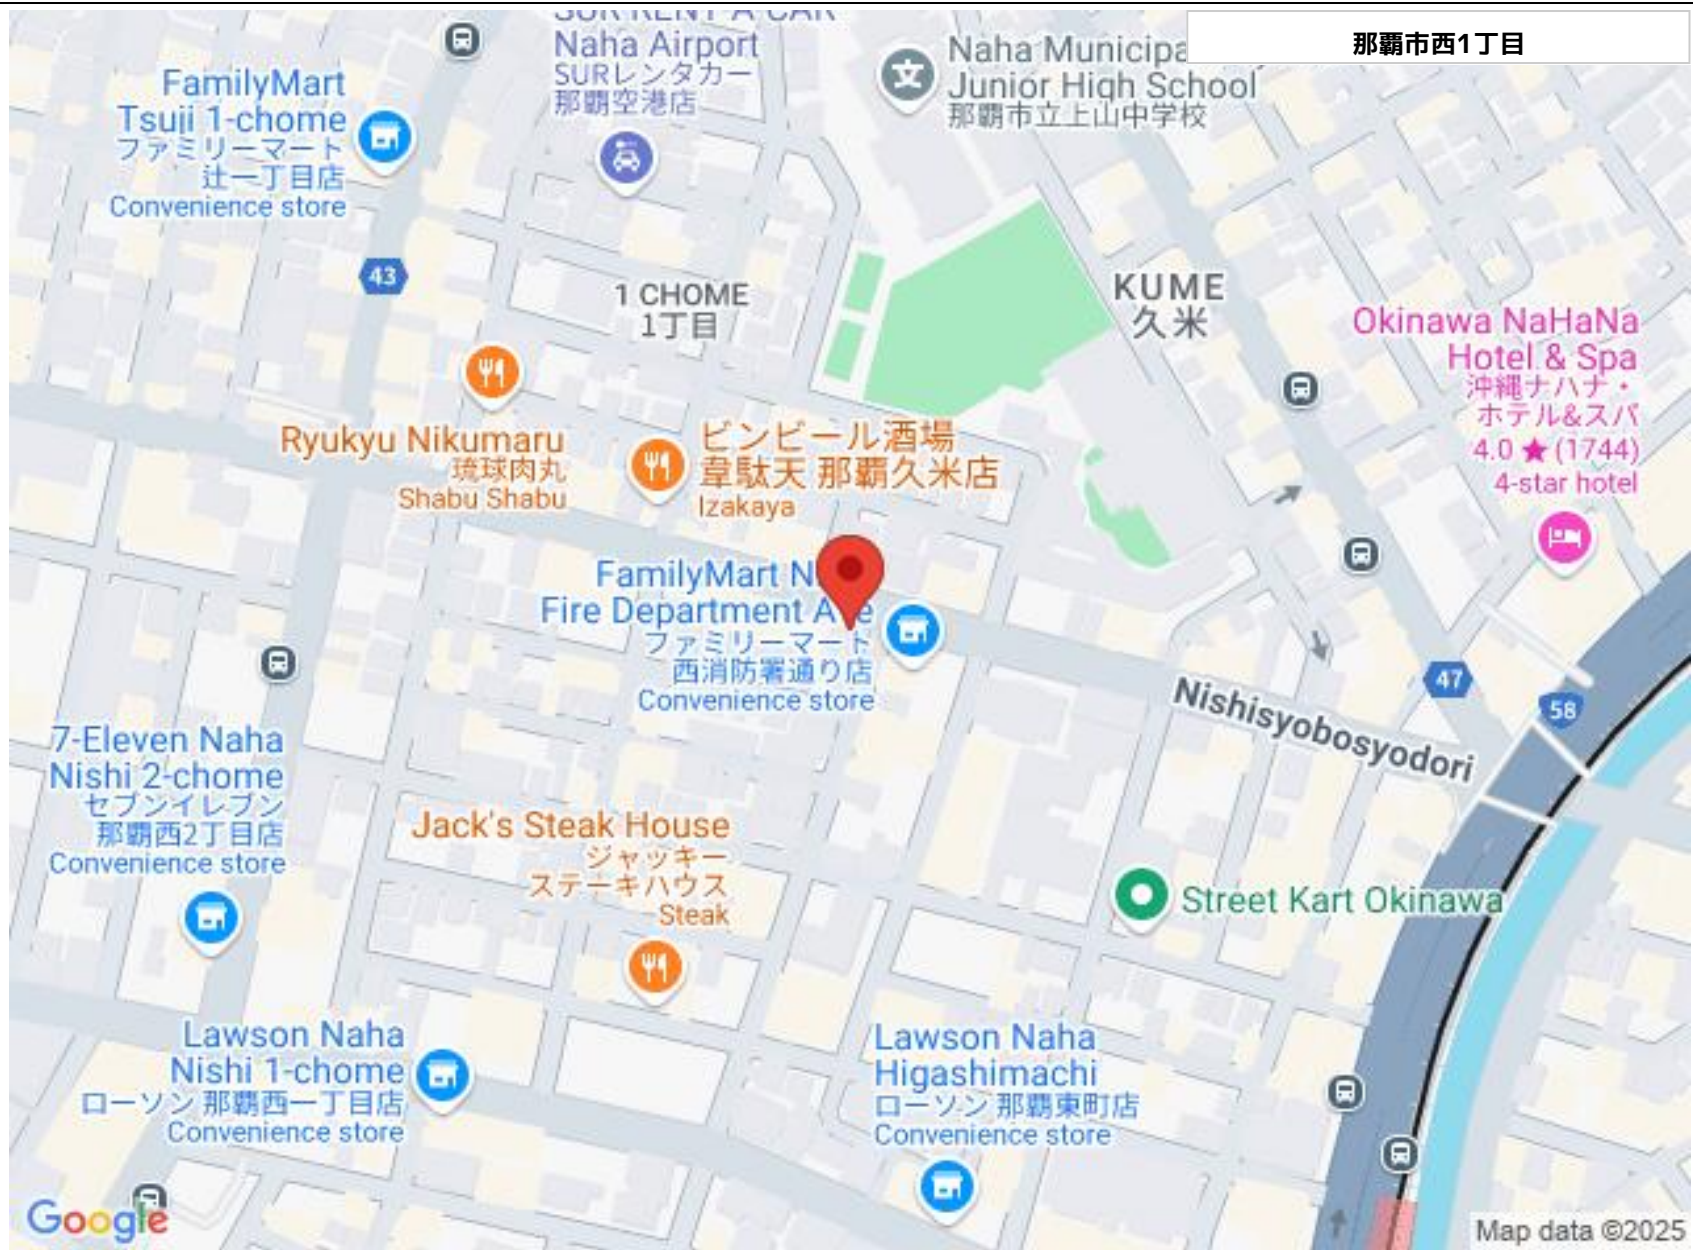 SUR RENT A CAR
Naha Airport
SURレンタカー
那覇空港店
Naha Municipa
Junior High School
那覇市立上山中学校
那覇市西1丁目
FamilyMart
Tsuji 1-chome
ファミリーマート
辻一丁目店
Convenience store
43
1 CHOME
1丁目
KUME
久米
Okinawa NaHaNa
Hotel & Spa
沖縄ナハナ・
ホテル&スパ
4.0 ★ (1744)
4-star hotel
Ryukyu Nikumaru
琉球肉丸
Shabu Shabu
ビンビール酒場
韋駄天 那覇久米店
Izakaya
FamilyMart N
Fire Department A e
ファミリーマート
西消防署通り店
Convenience store
47
58
Nishisyobosyodori
7-Eleven Naha
Nishi 2-chome
セブンイレブン
那覇西2丁目店
Convenience store
Jack's Steak House
ジャッキー
ステーキハウス
Steak
Street Kart Okinawa
Lawson Naha
Nishi 1-chome
ローソン 那覇西一丁目店
Convenience store
Lawson Naha
Higashimachi
ローソン 那覇東町店
Convenience store
Google
Map data ©2025